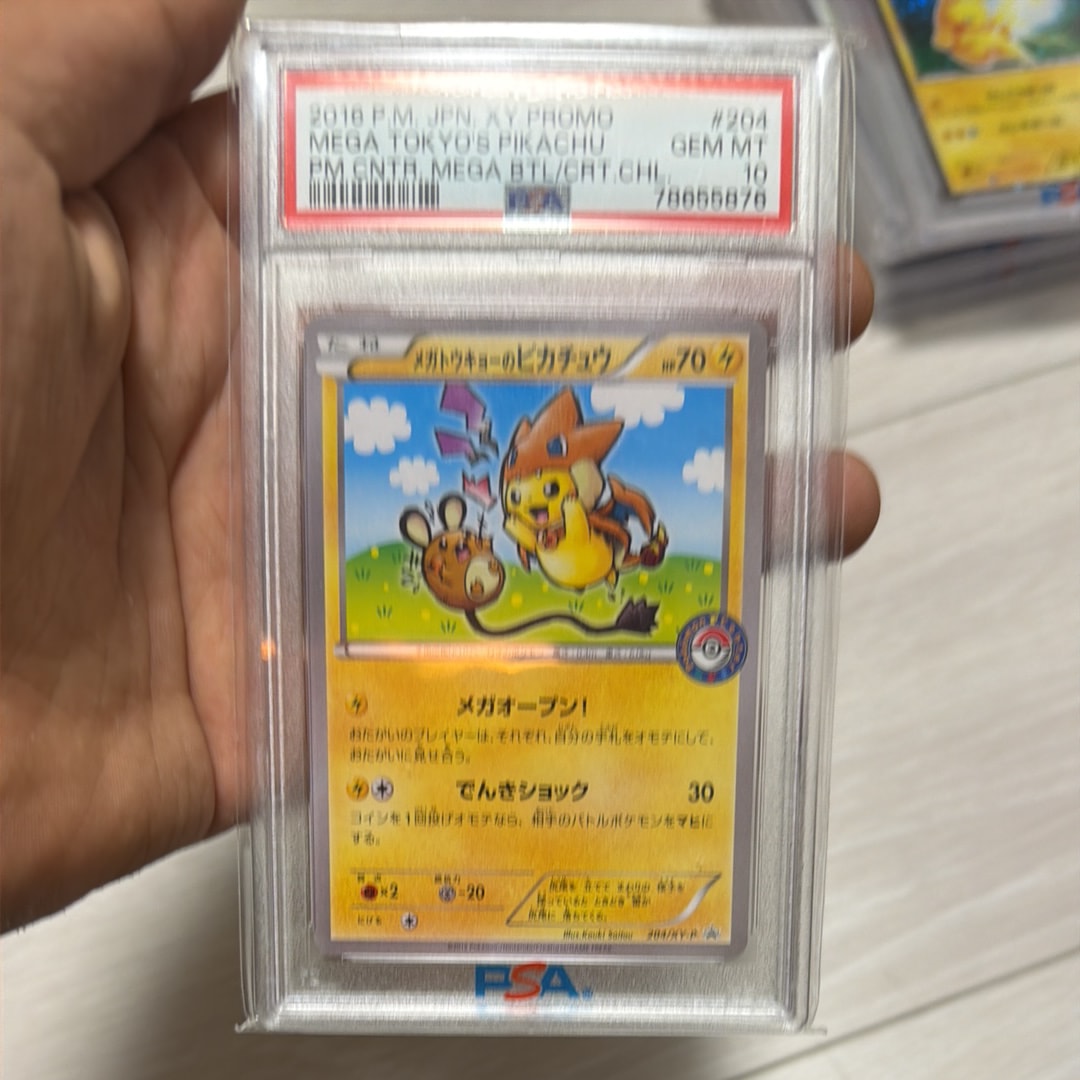 2016 P.M. JPN. XY PROMO #204
MEGA TOKYO'S PIKACHU GEM MT
PM CNTR. MEGA BTL/CRT.CHL. 10
PSA 78655876
メガトウキョーのピカチュウ HP70
メガオープン!
おたがいのプレイヤーは、それぞれ、自分の手札をオモテにして、
おたがいに見せ合う。
でんきショック 30
コインを1回投げオモテなら、相手のバトルポケモンをマヒに
する。
×2 -20
にげる
204/XY-P
PSA